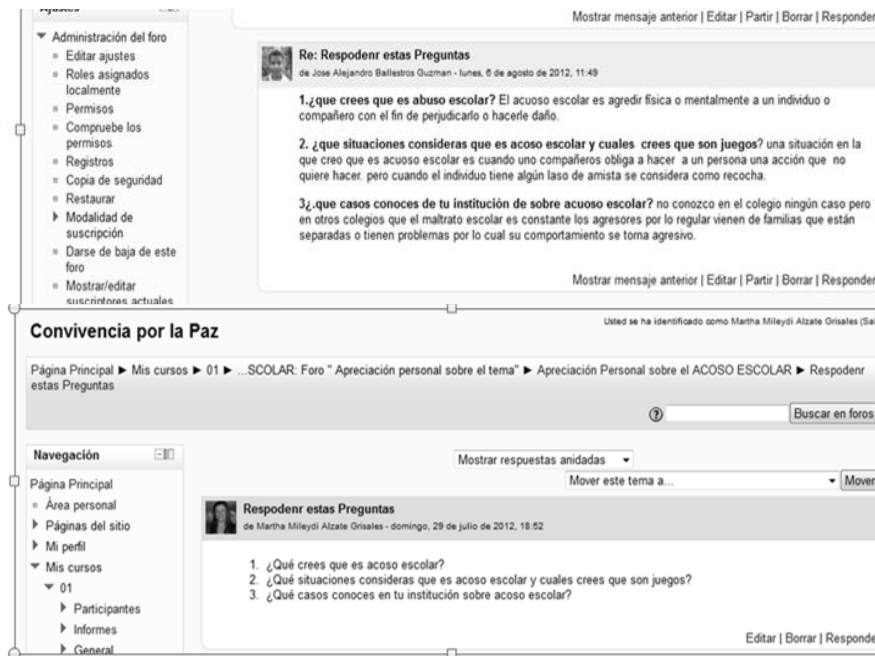 Ajustes
Administración del foro
Editar ajustes
Roles asignados
localmente
Permisos
Compruebe los
permisos
Registros
Copia de seguridad
Restaurar
Modalidad de
suscripción
Darse de baja de este
foro
Mostrar/editar
suscriptores actuales
Mostrar mensaje anterior | Editar | Partir | Borrar | Responder
Re: Respodenr estas Preguntas
de Jose Alejandro Ballestros Guzman - lunes, 6 de agosto de 2012, 11:49
1.¿que crees que es abuso escolar? El acuoso escolar es agredir física o mentalmente a un individuo o
compañero con el fin de perjudicarlo o hacerle daño.
2. ¿que situaciones consideras que es acoso escolar y cuales crees que son juegos? una situación en la
que creo que es acuoso escolar es cuando uno compañeros obliga a hacer a un persona una acción que no
quiere hacer. pero cuando el individuo tiene algún laso de amista se considera como recocha.
3¿.que casos conoces de tu institución de sobre acuoso escolar? no conozco en el colegio ningún caso pero
en otros colegios que el maltrato escolar es constante los agresores por lo regular vienen de familias que están
separadas o tienen problemas por lo cual su comportamiento se torna agresivo.
Mostrar mensaje anterior | Editar | Partir | Borrar | Responder
Convivencia por la Paz
Usted se ha identificado como Martha Mileydi Alzate Grisales (Sal
Página Principal ► Mis cursos ► 01 ► ...SCOLAR: Foro " Apreciación personal sobre el tema" ► Apreciación Personal sobre el ACOSO ESCOLAR ► Respodenr
estas Preguntas
Buscar en foros
Navegación
Página Principal
Área personal
Páginas del sitio
Mi perfil
Mis cursos
01
Participantes
Informes
General
Mostrar respuestas anidadas
Mover este tema a...
Mover
Respodenr estas Preguntas
de Martha Mileydi Alzate Grisales - domingo, 29 de julio de 2012, 18:52
1. ¿Qué crees que es acoso escolar?
2. ¿Qué situaciones consideras que es acoso escolar y cuales crees que son juegos?
3. ¿Qué casos conoces en tu institución sobre acoso escolar?
Editar | Borrar | Responde